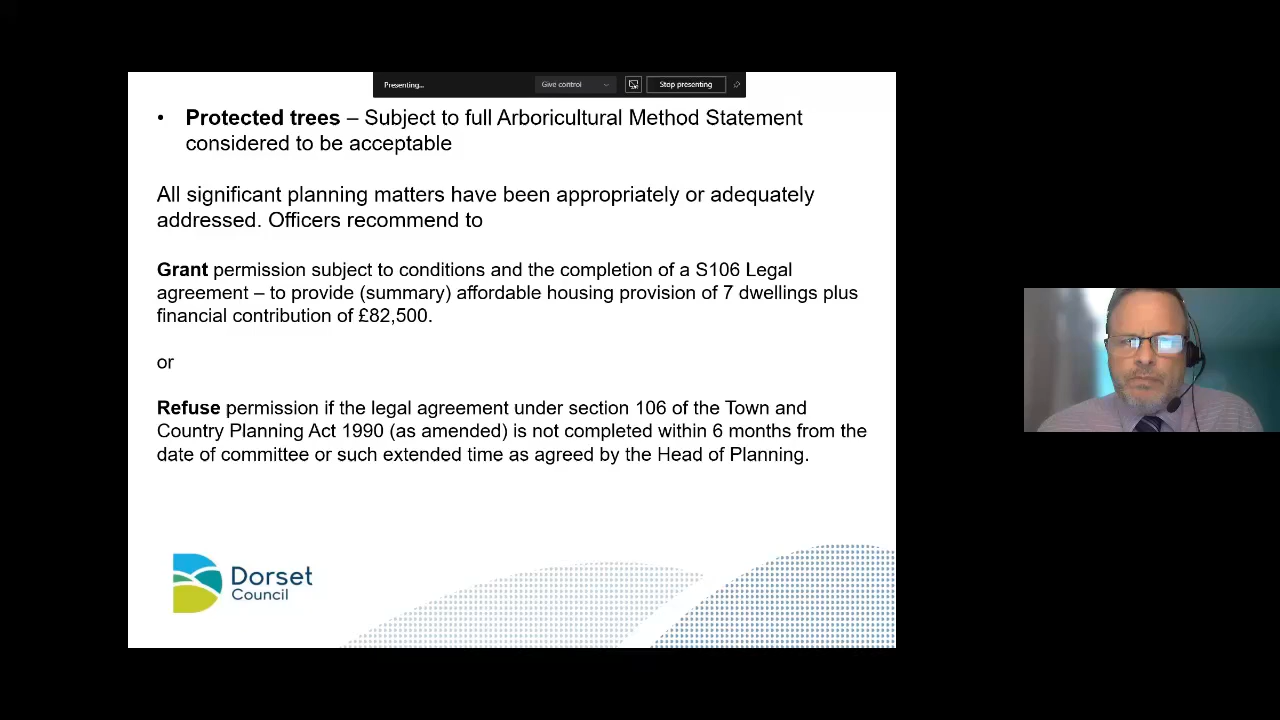 Presenting...
Give control
Stop presenting
• Protected trees – Subject to full Arboricultural Method Statement
considered to be acceptable
All significant planning matters have been appropriately or adequately
addressed. Officers recommend to
Grant permission subject to conditions and the completion of a S106 Legal
agreement – to provide (summary) affordable housing provision of 7 dwellings plus
financial contribution of £82,500.
or
Refuse permission if the legal agreement under section 106 of the Town and
Country Planning Act 1990 (as amended) is not completed within 6 months from the
date of committee or such extended time as agreed by the Head of Planning.
Dorset
Council